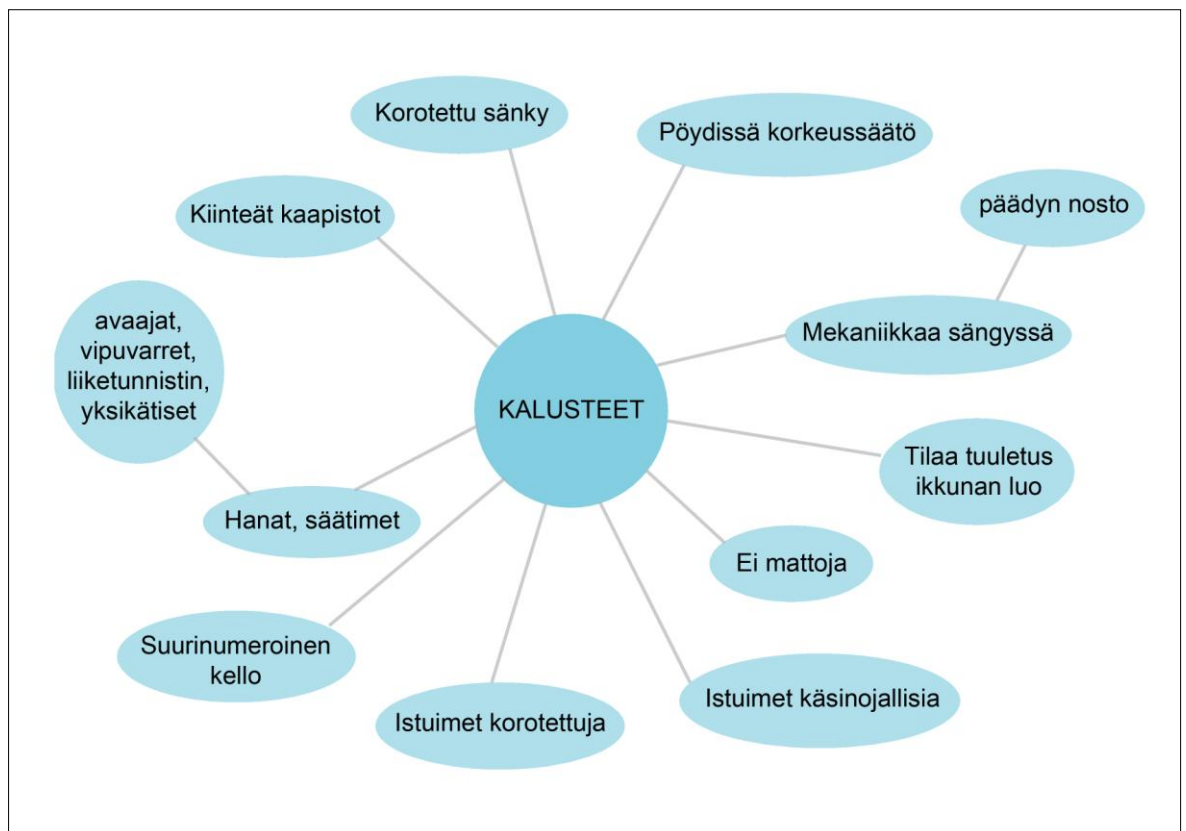 Korotettu sänky
Pöydissä korkeussäätö
Kiinteät kaapistot
päädyn nosto
avaajat,
vipuvarret,
liiketunnistin,
yksikätiset
Mekaniikkaa sängyssä
KALUSTEET
Tilaa tuuletus
ikkunan luo
Hanat, säätimet
Ei mattoja
Suurinumeroinen
kello
Istuimet korotettuja
Istuimet käsinojallisia